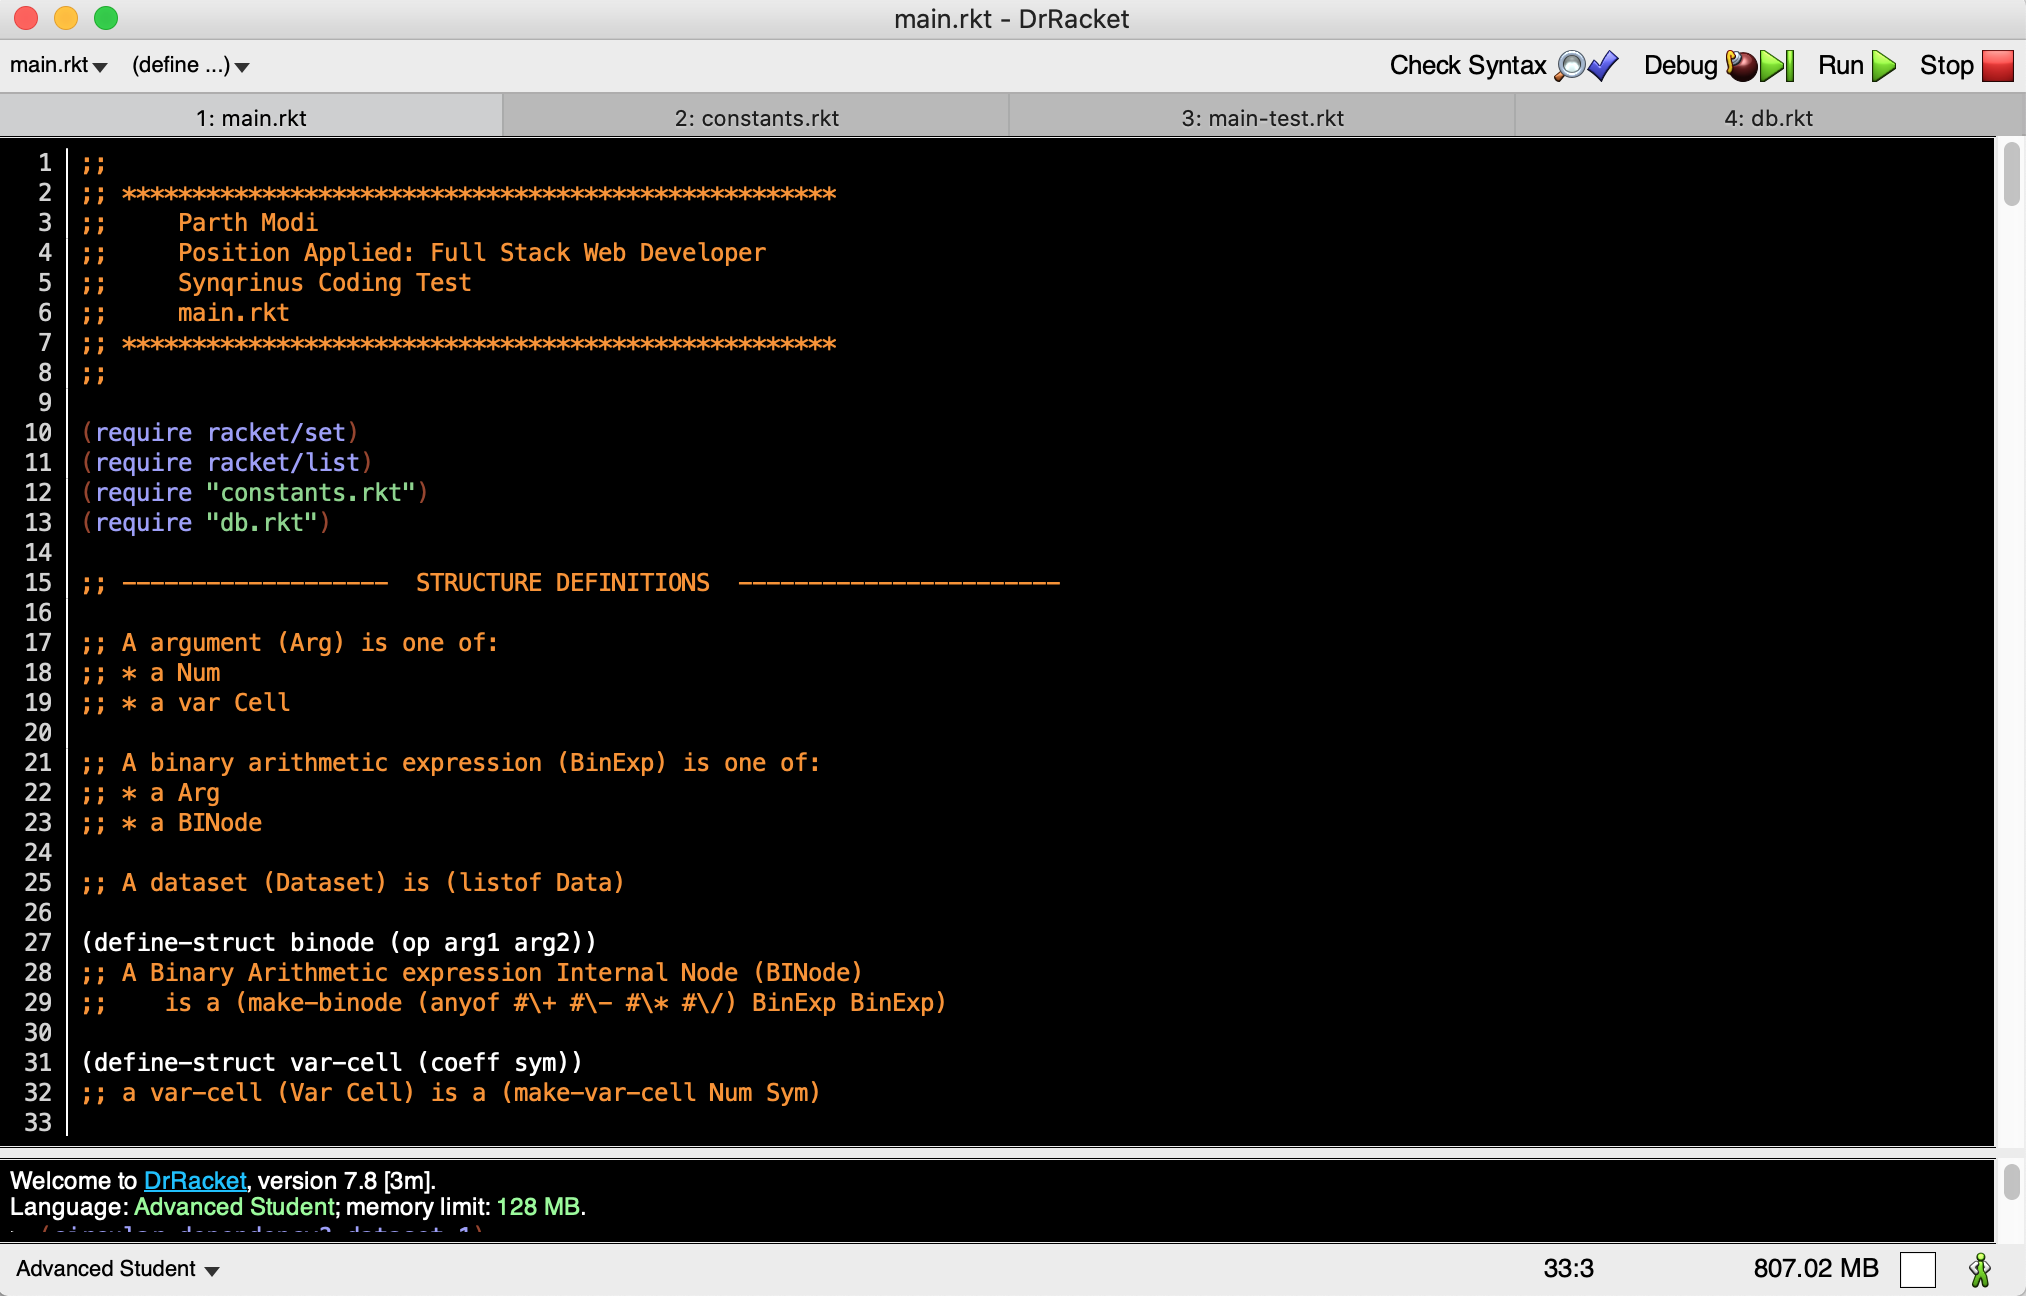 main.rkt - DrRacket
main.rkt (define ...) Check Syntax Debug Run Stop
1: main.rkt 2: constants.rkt 3: main-test.rkt 4: db.rkt
1 ;;
2 ;; ***************************************************
3 ;;     Parth Modi
4 ;;     Position Applied: Full Stack Web Developer
5 ;;     Synqrinus Coding Test
6 ;;     main.rkt
7 ;; ***************************************************
8 ;;
9
10 (require racket/set)
11 (require racket/list)
12 (require "constants.rkt")
13 (require "db.rkt")
14
15 ;; -------------------  STRUCTURE DEFINITIONS  -----------------------
16
17 ;; A argument (Arg) is one of:
18 ;; * a Num
19 ;; * a var Cell
20
21 ;; A binary arithmetic expression (BinExp) is one of:
22 ;; * a Arg
23 ;; * a BINode
24
25 ;; A dataset (Dataset) is (listof Data)
26
27 (define-struct binode (op arg1 arg2))
28 ;; A Binary Arithmetic expression Internal Node (BINode)
29 ;;    is a (make-binode (anyof #\+ #\- #\* #\/) BinExp BinExp)
30
31 (define-struct var-cell (coeff sym))
32 ;; a var-cell (Var Cell) is a (make-var-cell Num Sym)
33
Welcome to DrRacket, version 7.8 [3m].
Language: Advanced Student; memory limit: 128 MB.
Advanced Student 33:3 807.02 MB